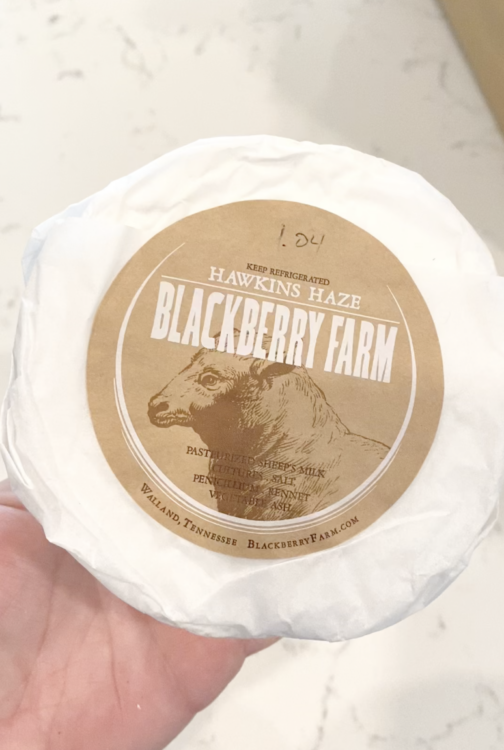 1.04
KEEP REFRIGERATED
HAWKINS HAZE
BLACKBERRY FARM
PASTEURIZED SHEEP'S MILK
CULTURES SALT
PENICILLIUM RENNET
VEGETABLE ASH
WALLAND, TENNESSEE BLACKBERRYFARM.COM